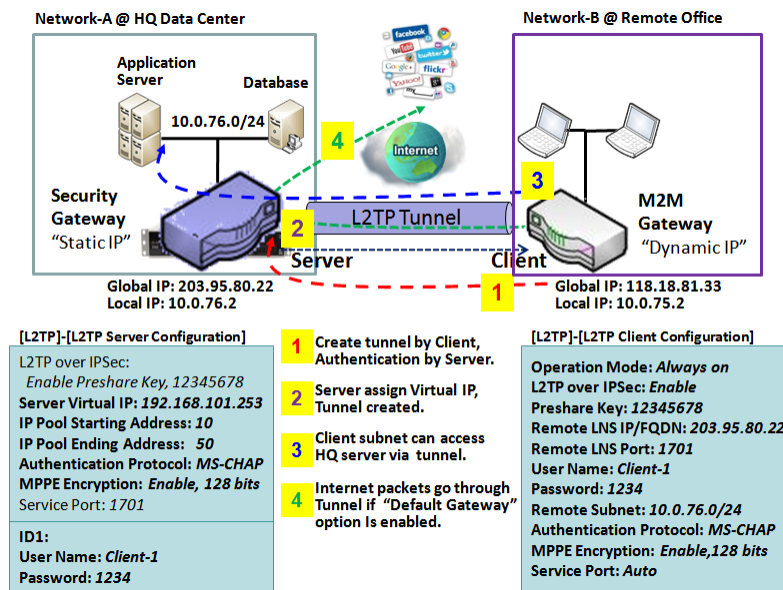 Network-A @ HQ Data Center
Network-B @ Remote Office
Application
Server
Database
10.0.76.0/24
facebook
YouTube
twitter
Google+
flickr
YAHOO!
my
Internet
4
3
Security
Gateway
"Static IP"
2
L2TP Tunnel
M2M
Gateway
"Dynamic IP"
Server
Client
1
Global IP: 203.95.80.22
Local IP: 10.0.76.2
Global IP: 118.18.81.33
Local IP: 10.0.75.2
[L2TP]-[L2TP Server Configuration]
L2TP over IPSec:
Enable Preshare Key, 12345678
Server Virtual IP: 192.168.101.253
IP Pool Starting Address: 10
IP Pool Ending Address: 50
Authentication Protocol: MS-CHAP
MPPE Encryption: Enable, 128 bits
Service Port: 1701
ID1:
User Name: Client-1
Password: 1234
1 Create tunnel by Client,
Authentication by Server.
2 Server assign Virtual IP,
Tunnel created.
3 Client subnet can access
HQ server via tunnel.
4 Internet packets go through
Tunnel if "Default Gateway"
option Is enabled.
[L2TP]-[L2TP Client Configuration]
Operation Mode: Always on
L2TP over IPSec: Enable
Preshare Key: 12345678
Remote LNS IP/FQDN: 203.95.80.22
Remote LNS Port: 1701
User Name: Client-1
Password: 1234
Remote Subnet: 10.0.76.0/24
Authentication Protocol: MS-CHAP
MPPE Encryption: Enable,128 bits
Service Port: Auto